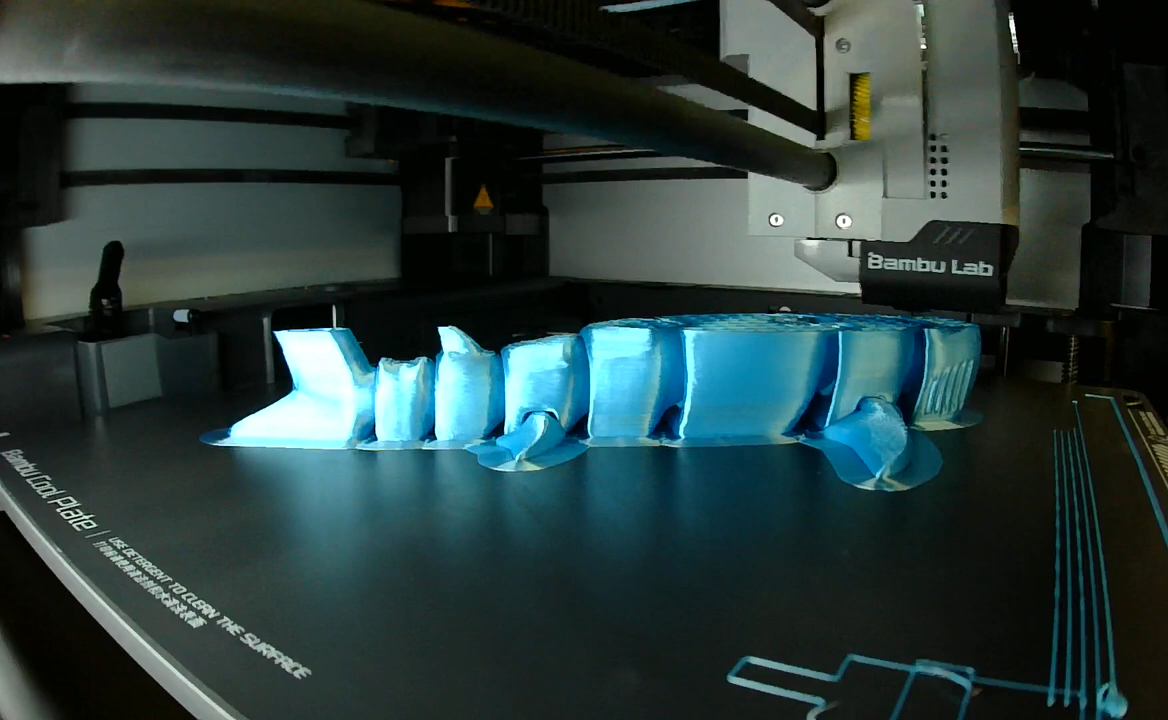 Bambu Lab
Bambu Cool Plate
USE DETERGENT TO CLEAN THE SURFACE